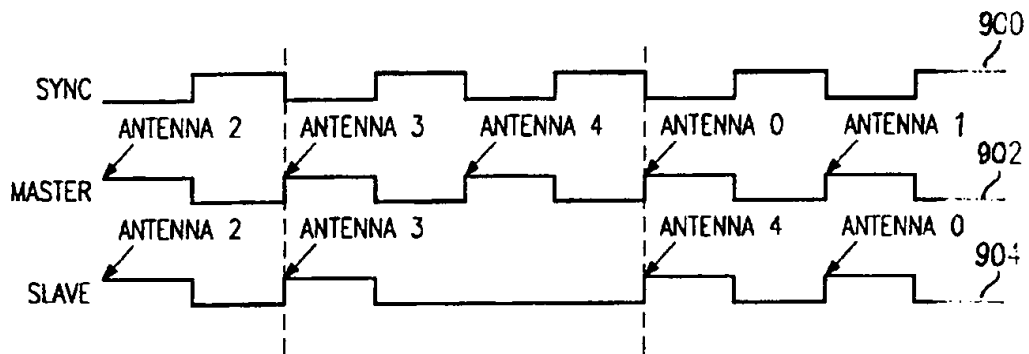 900
SYNC
ANTENNA 2 ANTENNA 3 ANTENNA 4 ANTENNA 0 ANTENNA 1
902
MASTER
ANTENNA 2 ANTENNA 3 ANTENNA 4 ANTENNA 0
904
SLAVE